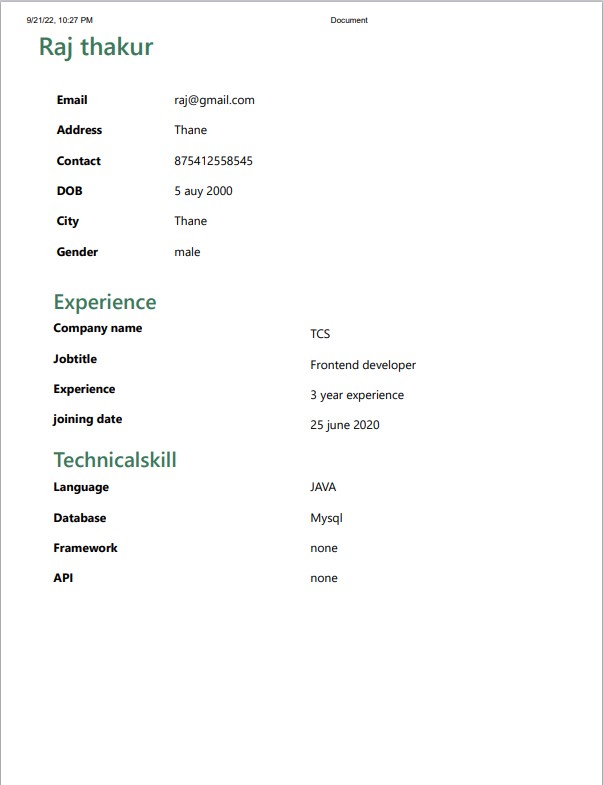 9/21/22, 10:27 PM Document
Raj thakur
Email raj@gmail.com
Address Thane
Contact 875412558545
DOB 5 auy 2000
City Thane
Gender male
Experience
Company name TCS
Jobtitle Frontend developer
Experience 3 year experience
joining date 25 june 2020
Technicalskill
Language JAVA
Database Mysql
Framework none
API none